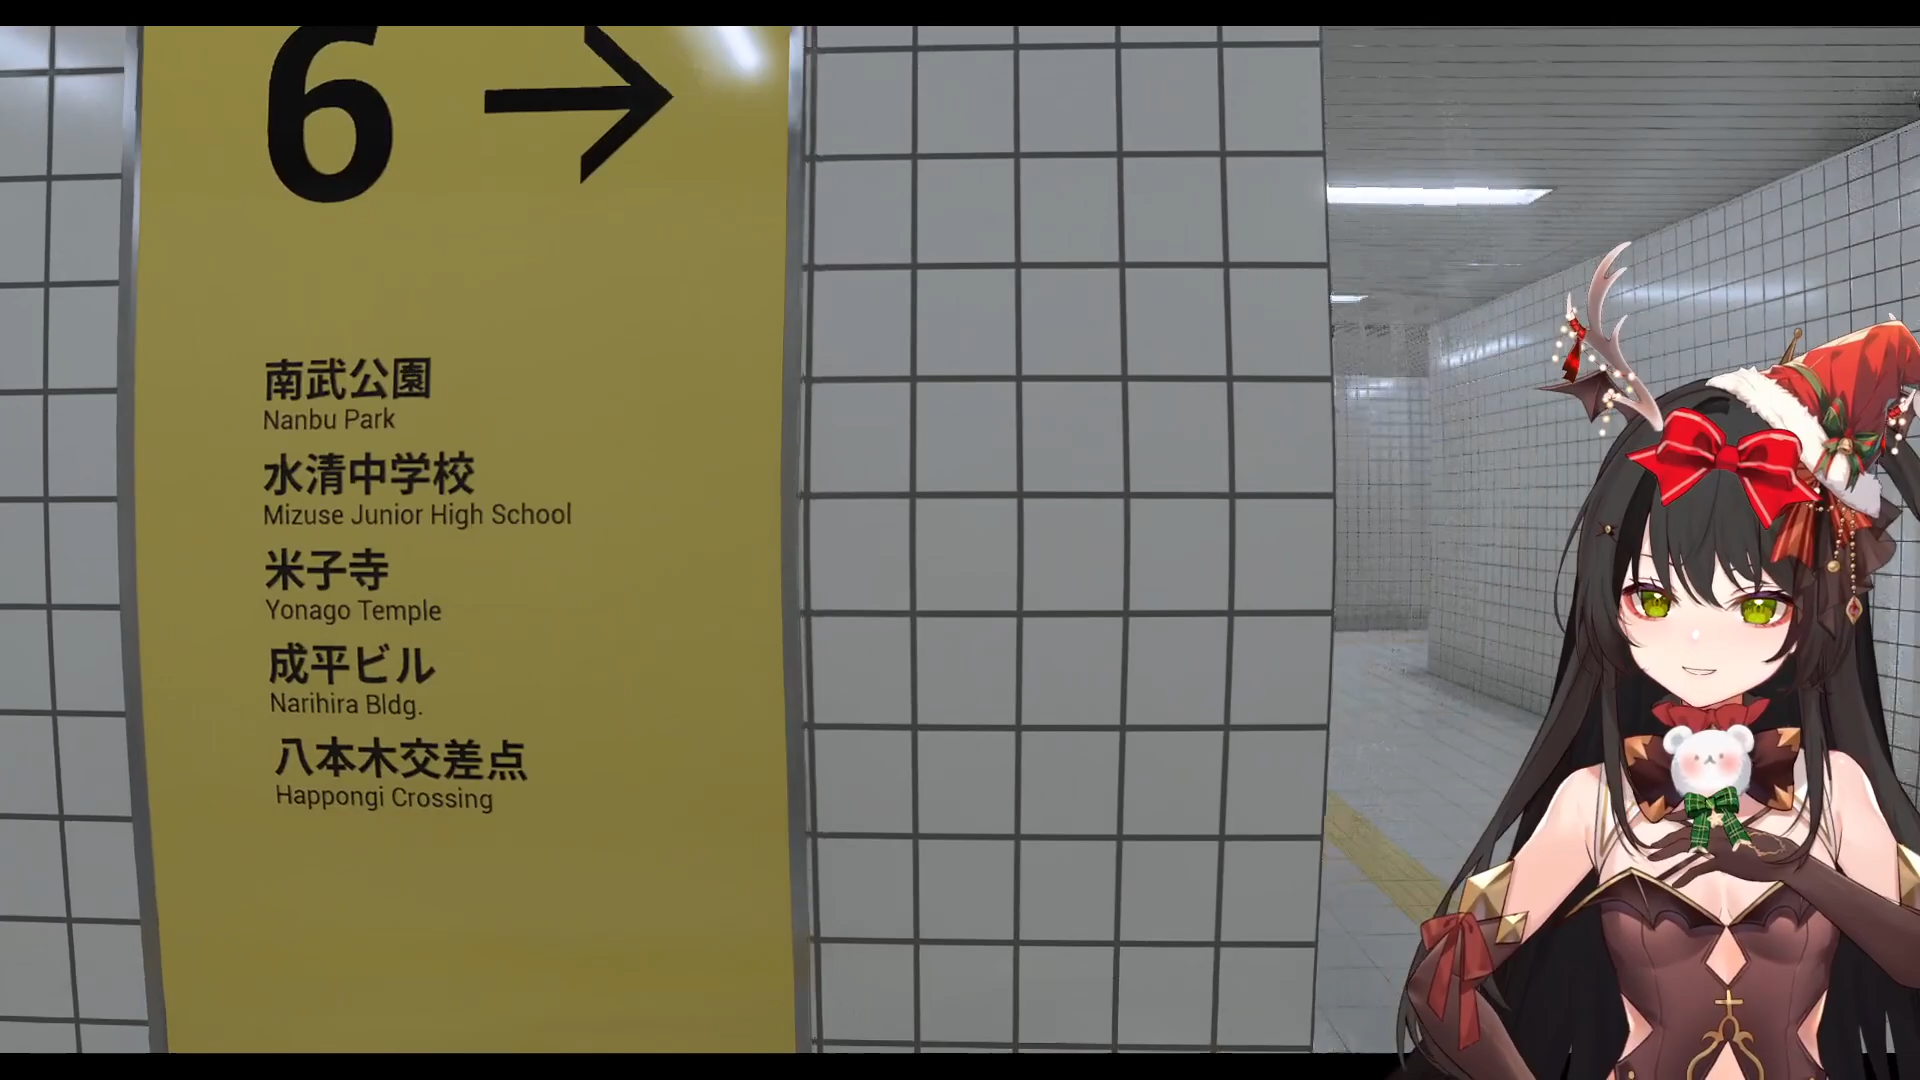 6 →
南武公園
Nanbu Park
水清中学校
Mizuse Junior High School
米子寺
Yonago Temple
成平ビル
Narihira Bldg.
八本木交差点
Happongi Crossing